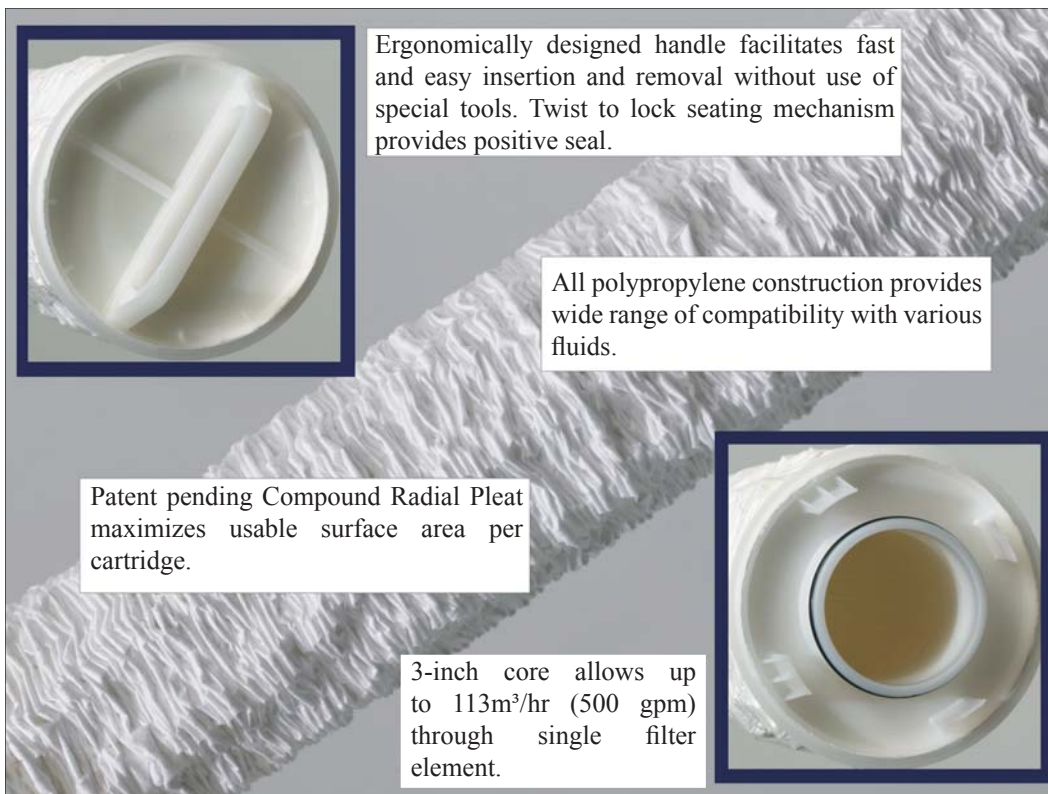 Ergonomically designed handle facilitates fast
and easy insertion and removal without use of
special tools. Twist to lock seating mechanism
provides positive seal.
All polypropylene construction provides
wide range of compatibility with various
fluids.
Patent pending Compound Radial Pleat
maximizes usable surface area per
cartridge.
3-inch core allows up
to 113m³/hr (500 gpm)
through single filter
element.